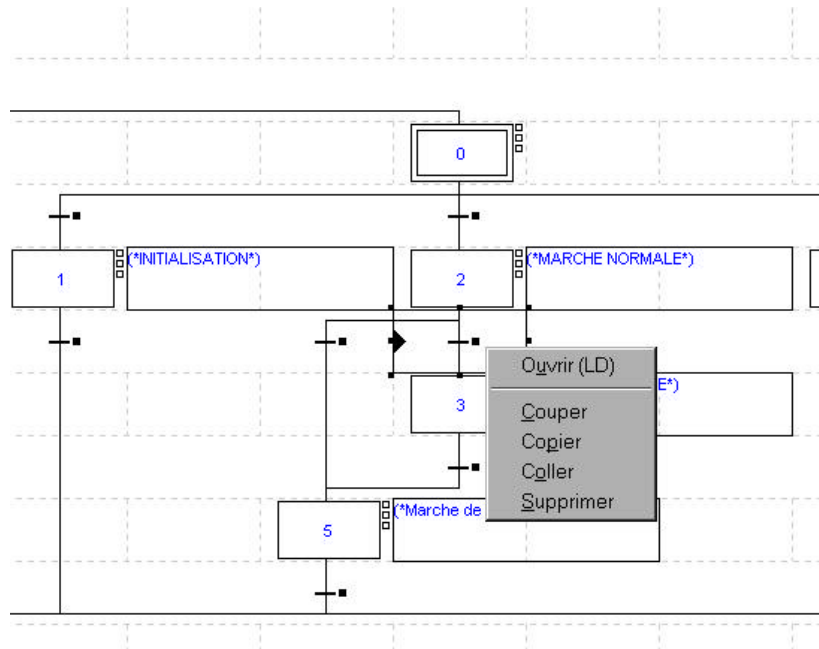 0
(*INITIALISATION*)
(*MARCHE NORMALE*)
1
2
Ouvrir (LD)
E*)
3
Couper
Copier
Coller
Supprimer
(*Marche de
5